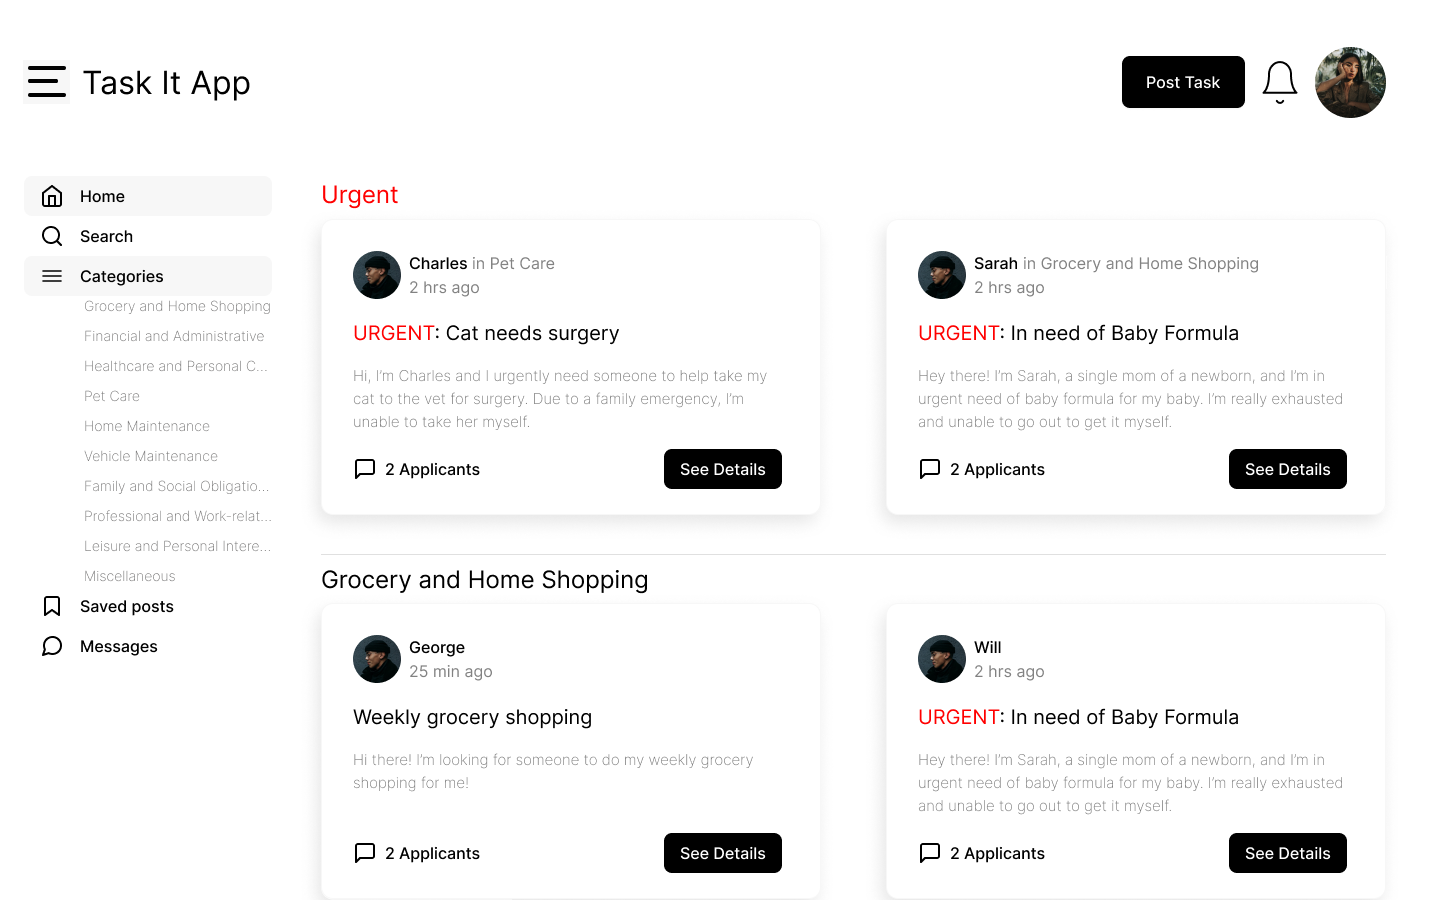 Task It App
Post Task
Home
Search
Categories
Grocery and Home Shopping
Financial and Administrative
Healthcare and Personal C...
Pet Care
Home Maintenance
Vehicle Maintenance
Family and Social Obligatio...
Professional and Work-relat...
Leisure and Personal Intere...
Miscellaneous
Saved posts
Messages
Urgent
Charles in Pet Care
2 hrs ago
URGENT: Cat needs surgery
Hi, I'm Charles and I urgently need someone to help take my
cat to the vet for surgery. Due to a family emergency, I'm
unable to take her myself.
2 Applicants
See Details
Sarah in Grocery and Home Shopping
2 hrs ago
URGENT: In need of Baby Formula
Hey there! I'm Sarah, a single mom of a newborn, and I'm in
urgent need of baby formula for my baby. I'm really exhausted
and unable to go out to get it myself.
2 Applicants
See Details
Grocery and Home Shopping
George
25 min ago
Weekly grocery shopping
Hi there! I'm looking for someone to do my weekly grocery
shopping for me!
2 Applicants
See Details
Will
2 hrs ago
URGENT: In need of Baby Formula
Hey there! I'm Sarah, a single mom of a newborn, and I'm in
urgent need of baby formula for my baby. I'm really exhausted
and unable to go out to get it myself.
2 Applicants
See Details